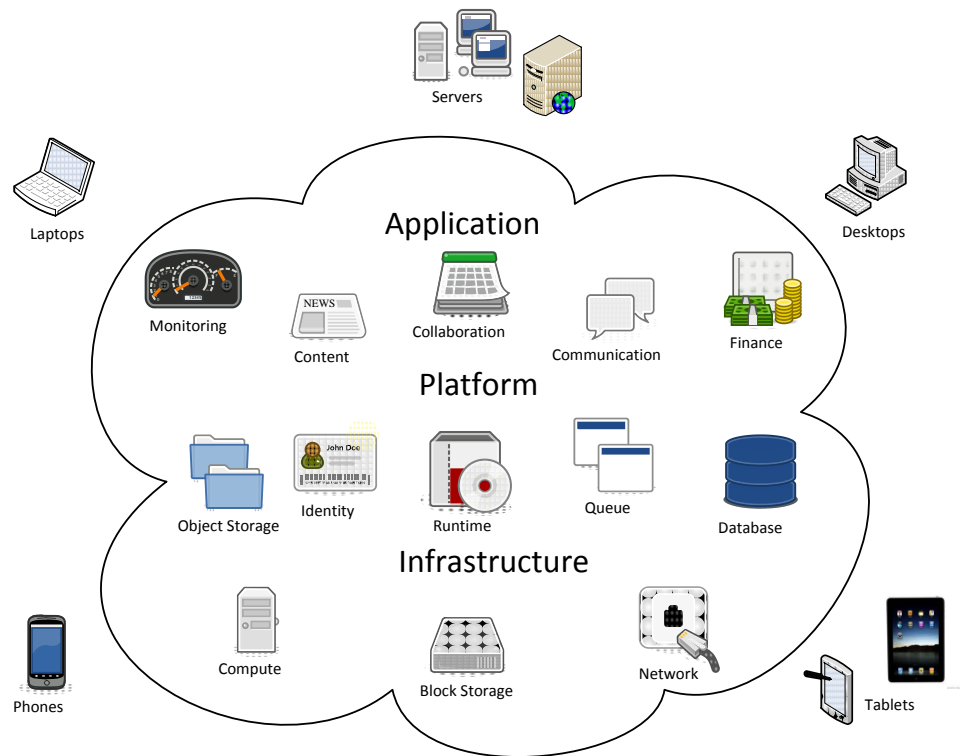 Servers
Laptops
Desktops
Application
Monitoring
NEWS
Content
Collaboration
Communication
Finance
Platform
John Doe
Object Storage
Identity
Runtime
Queue
Database
Infrastructure
Compute
Block Storage
Network
Phones
Tablets